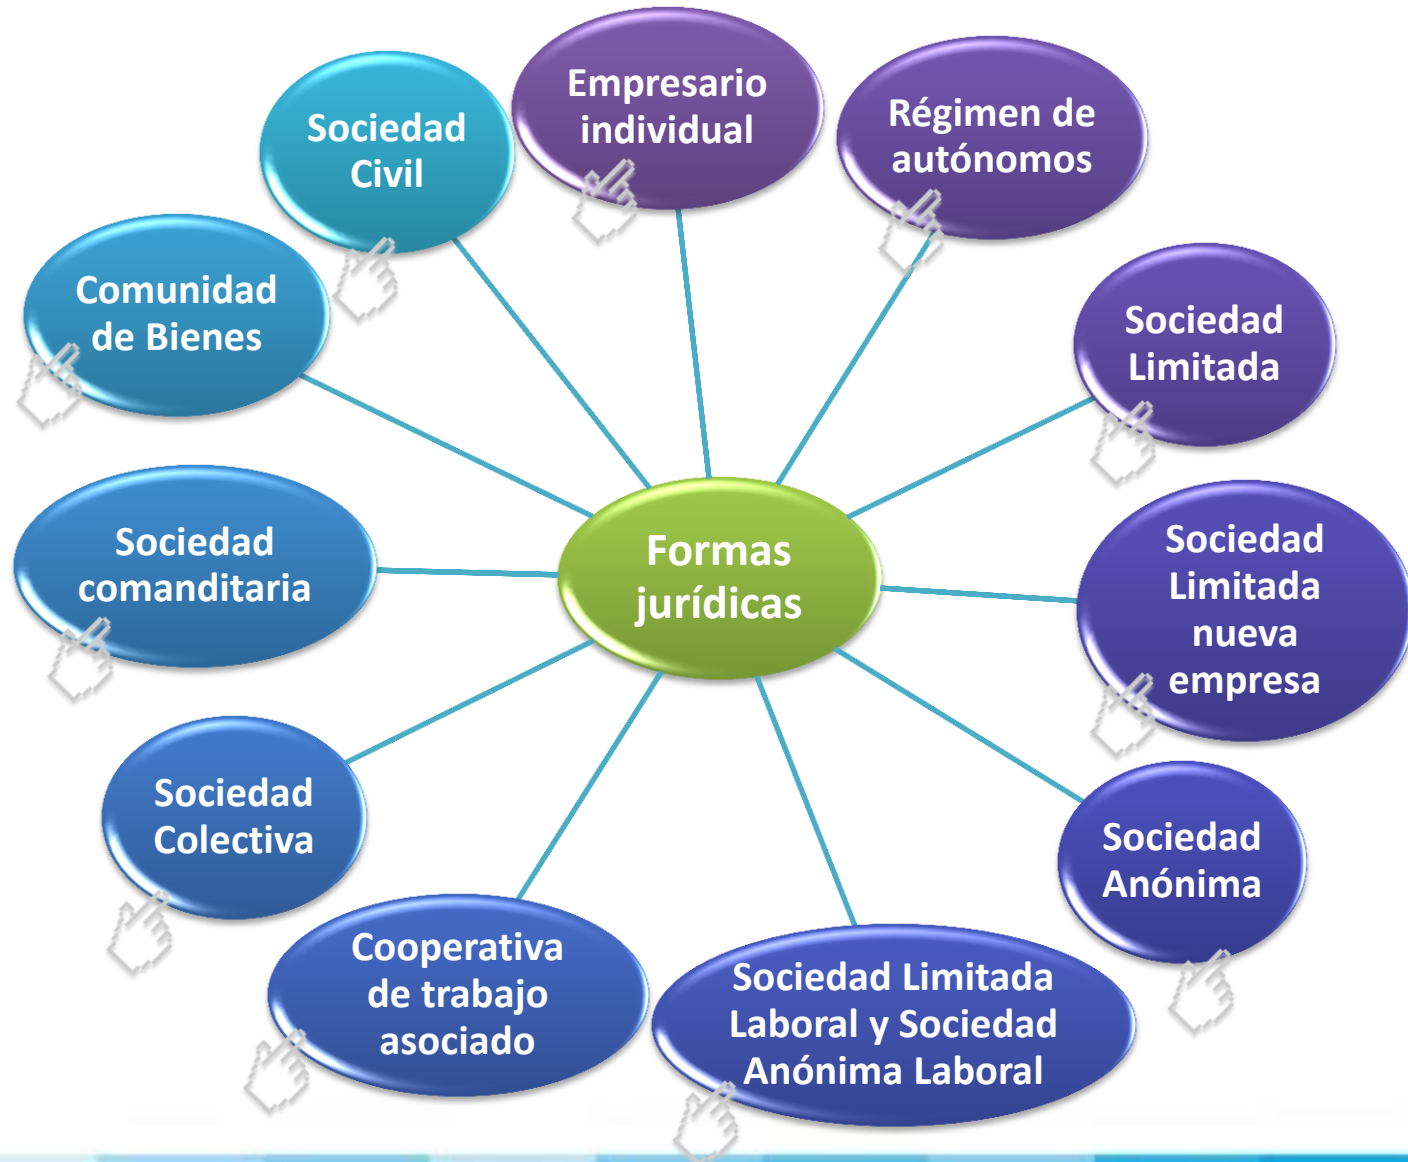 Empresario
individual
Régimen de
autónomos
Sociedad
Limitada
Sociedad
Limitada
nueva
empresa
Sociedad
Anónima
Sociedad Limitada
Laboral y Sociedad
Anónima Laboral
Cooperativa
de trabajo
asociado
Sociedad
Colectiva
Sociedad
comanditaria
Comunidad
de Bienes
Sociedad
Civil
Formas
jurídicas